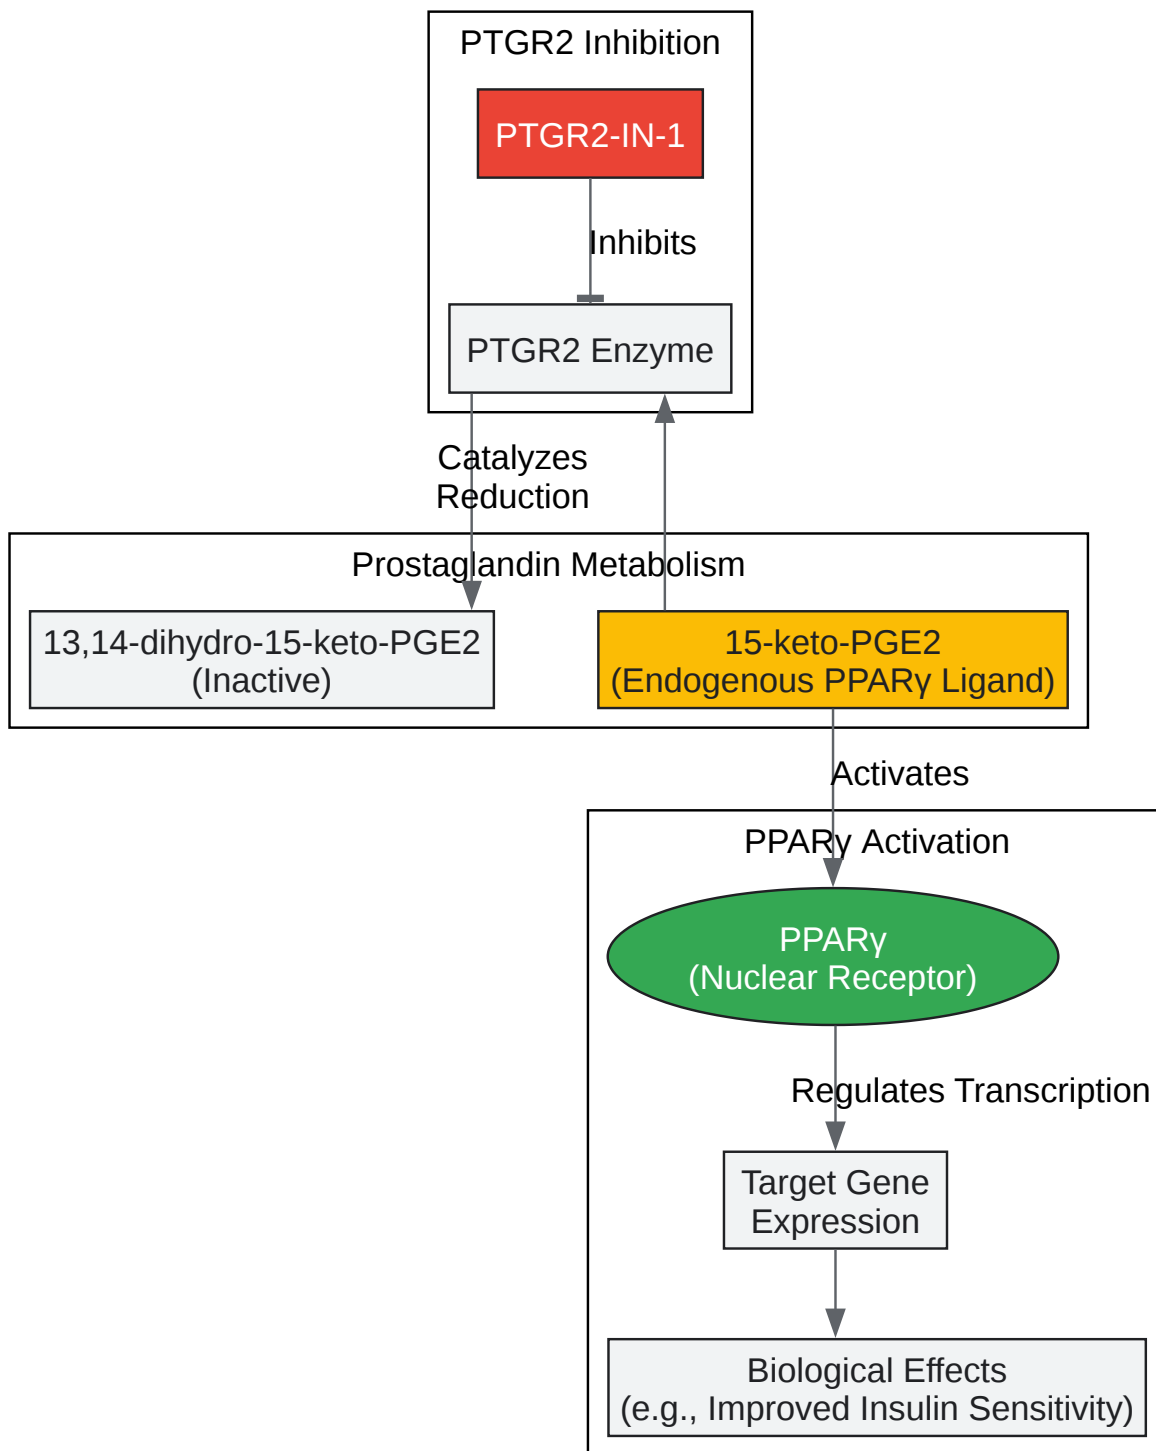 PTGR2 Inhibition
PTGR2-IN-1
Inhibits
PTGR2 Enzyme
Catalyzes
Reduction
Prostaglandin Metabolism
13,14-dihydro-15-keto-PGE2
(Inactive)
15-keto-PGE2
(Endogenous PPARγ Ligand)
Activates
PPARγ Activation
PPARγ
(Nuclear Receptor)
Regulates Transcription
Target Gene
Expression
Biological Effects
(e.g., Improved Insulin Sensitivity)